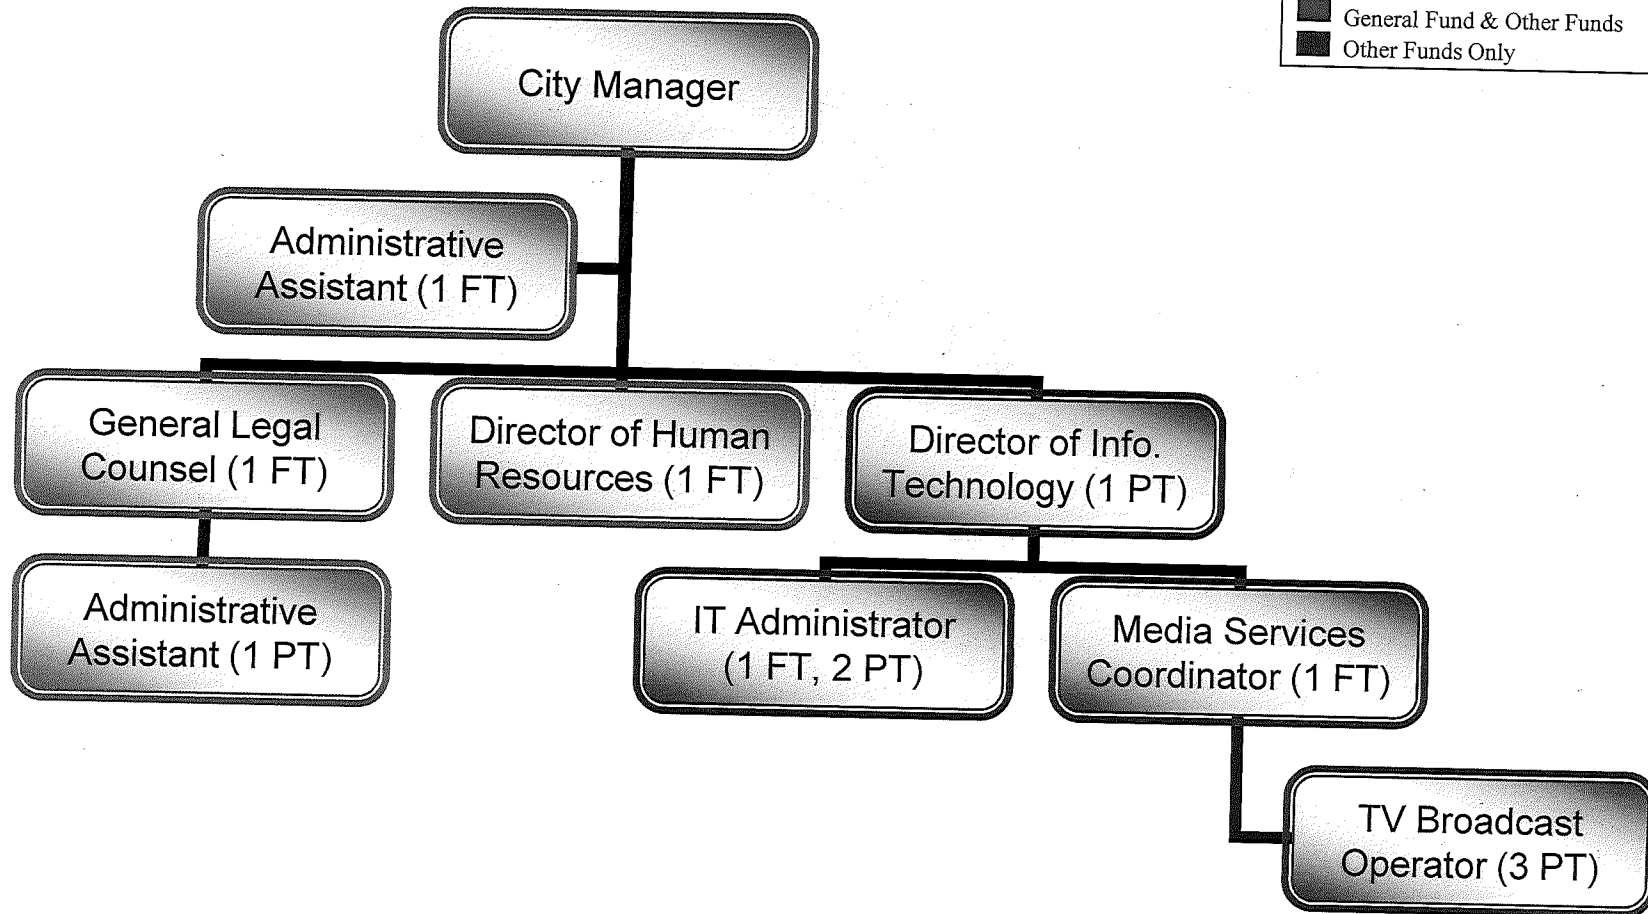 General Fund & Other Funds
Other Funds Only
City Manager
Administrative
Assistant (1 FT)
General Legal
Counsel (1 FT)
Director of Human
Resources (1 FT)
Director of Info.
Technology (1 PT)
Administrative
Assistant (1 PT)
IT Administrator
(1 FT, 2 PT)
Media Services
Coordinator (1 FT)
TV Broadcast
Operator (3 PT)